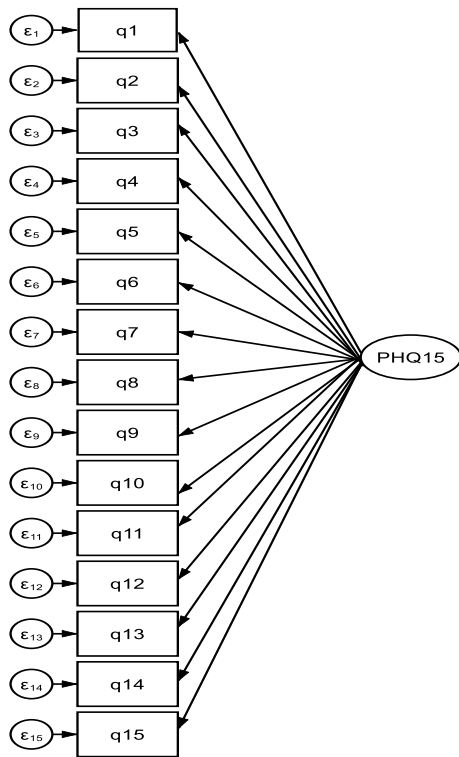 ε₁ q1
ε₂ q2
ε₃ q3
ε₄ q4
ε₅ q5
ε₆ q6
ε₇ q7
PHQ15
ε₈ q8
ε₉ q9
ε₁₀ q10
ε₁₁ q11
ε₁₂ q12
ε₁₃ q13
ε₁₄ q14
ε₁₅ q15